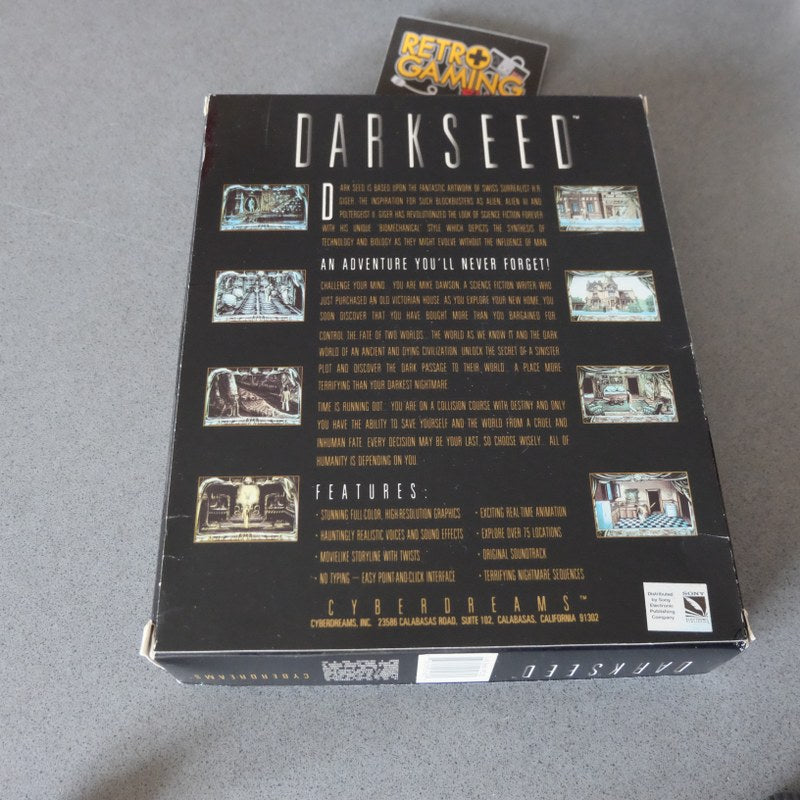 RETRO
GAMING
DARKSEED™
DARK SEED IS BASED UPON THE FANTASTIC ARTWORK OF SWISS SURREALIST H.R.
GIGER. THE INSPIRATION FOR SUCH BLOCKBUSTERS AS ALIEN, ALIEN III AND
POLTERGEIST II. GIGER HAS REVOLUTIONIZED THE LOOK OF SCIENCE FICTION FOREVER
WITH HIS UNIQUE "BIOMECHANICAL" STYLE WHICH DEPICTS THE SYNTHESIS OF
TECHNOLOGY AND BIOLOGY AS THEY MIGHT EVOLVE WITHOUT THE INFLUENCE OF MAN.
AN ADVENTURE YOU'LL NEVER FORGET!
CHALLENGE YOUR MIND. YOU ARE MIKE DAWSON, A SCIENCE FICTION WRITER WHO
JUST PURCHASED AN OLD VICTORIAN HOUSE. AS YOU EXPLORE YOUR NEW HOME, YOU
SOON DISCOVER THAT YOU HAVE BOUGHT MORE THAN YOU BARGAINED FOR.
CONTROL THE FATE OF TWO WORLDS. THE WORLD AS WE KNOW IT AND THE DARK
WORLD OF AN ANCIENT AND DYING CIVILIZATION. UNLOCK THE SECRET OF A SINISTER
PLOT AND DISCOVER THE DARK PASSAGE TO THEIR WORLD... A PLACE MORE
TERRIFYING THAN YOUR DARKEST NIGHTMARE.
TIME IS RUNNING OUT... YOU ARE ON A COLLISION COURSE WITH DESTINY AND ONLY
YOU HAVE THE ABILITY TO SAVE YOURSELF AND THE WORLD FROM A CRUEL AND
INHUMAN FATE. EVERY DECISION MAY BE YOUR LAST, SO CHOOSE WISELY... ALL OF
HUMANITY IS DEPENDING ON YOU.
FEATURES:
· STUNNING FULL COLOR, HIGH-RESOLUTION GRAPHICS
· HAUNTINGLY REALISTIC VOICES AND SOUND EFFECTS
· MOVIELIKE STORYLINE WITH TWISTS
· NO TYPING — EASY POINT AND CLICK INTERFACE
· EXCITING REAL TIME ANIMATION
· EXPLORE OVER 75 LOCATIONS
· ORIGINAL SOUNDTRACK
· TERRIFYING NIGHTMARE SEQUENCES
CYBERDREAMS™
CYBERDREAMS, INC. 23586 CALABASAS ROAD, SUITE 102, CALABASAS, CALIFORNIA 91302
Distributed
by Sony
Electronic
Publishing
Company
SONY
CYBERDREAMS™
DARKSEED™